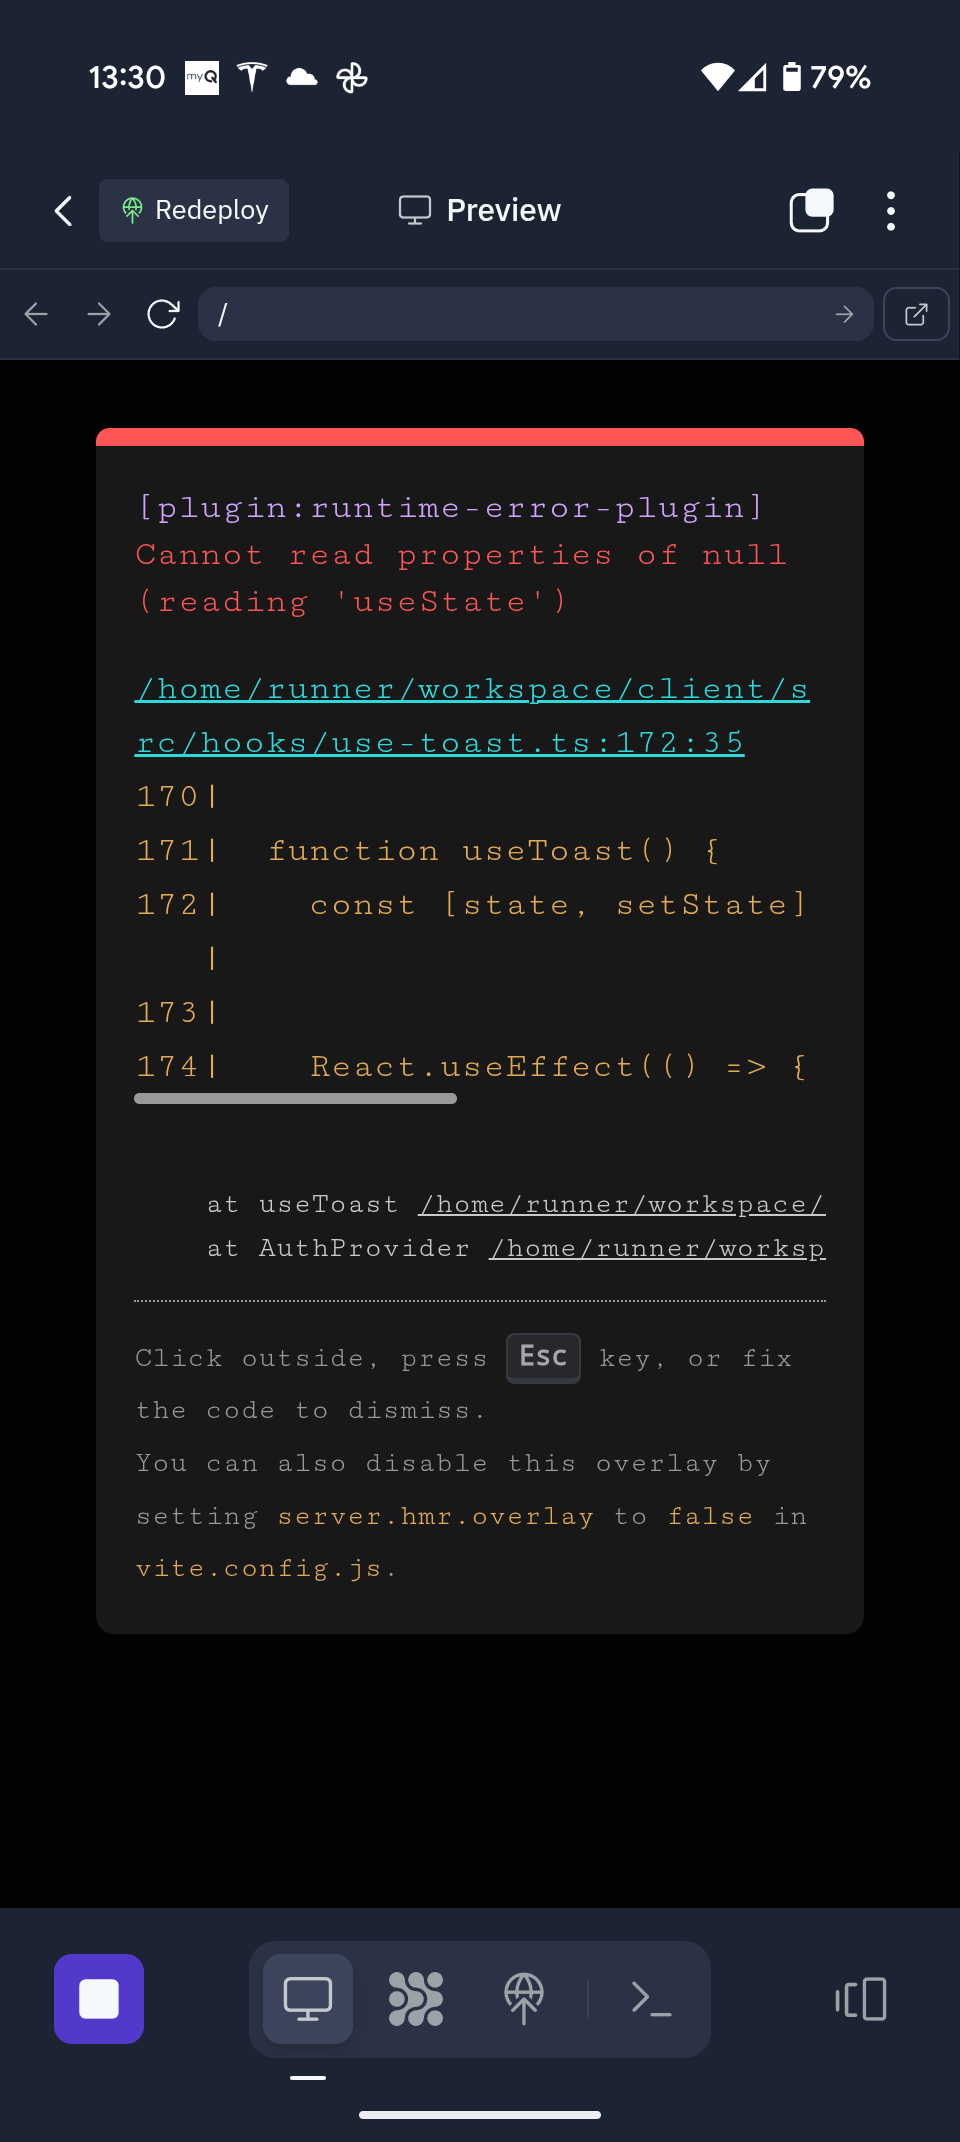 13:30 myQ 79%
Redeploy Preview
/
[plugin:runtime-error-plugin]
Cannot read properties of null
(reading 'useState')
/home/runner/workspace/client/s
rc/hooks/use-toast.ts:172:35
170|
171|  function useToast() {
172|    const [state, setState]
|
173|
174|    React.useEffect(() => {
at useToast /home/runner/workspace/
at AuthProvider /home/runner/worksp
Click outside, press Esc key, or fix
the code to dismiss.
You can also disable this overlay by
setting server.hmr.overlay to false in
vite.config.js.